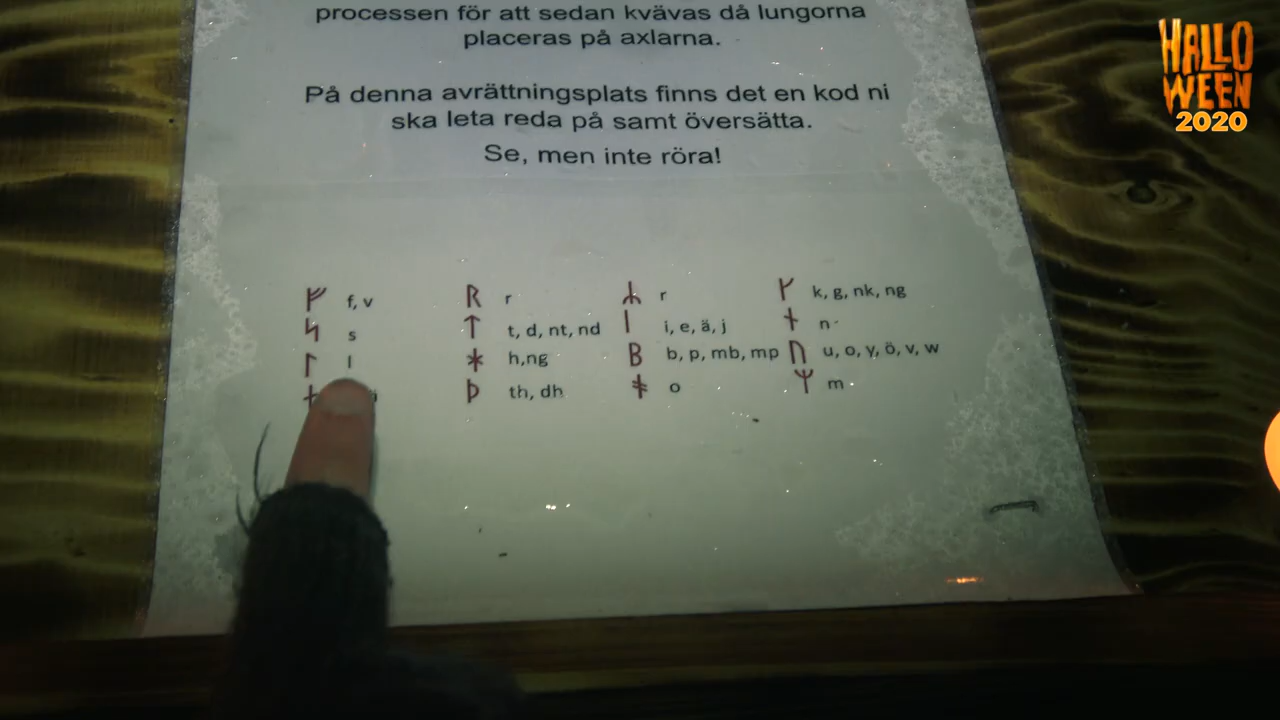 processen för att sedan kvävas då lungorna
placeras på axlarna.
På denna avrättningsplats finns det en kod ni
ska leta reda på samt översätta.
Se, men inte röra!
ᚠ f, v ᚱ r ᛦ r ᚴ k, g, nk, ng
ᛋ s ᛏ t, d, nt, nd ᛁ i, e, ä, j ᚾ n
ᛚ l ᚼ h,ng ᛒ b, p, mb, mp ᚢ u, o, y, ö, v, w
ᚦ th, dh ᚯ o ᛘ m
HALLO
WEEN
2020